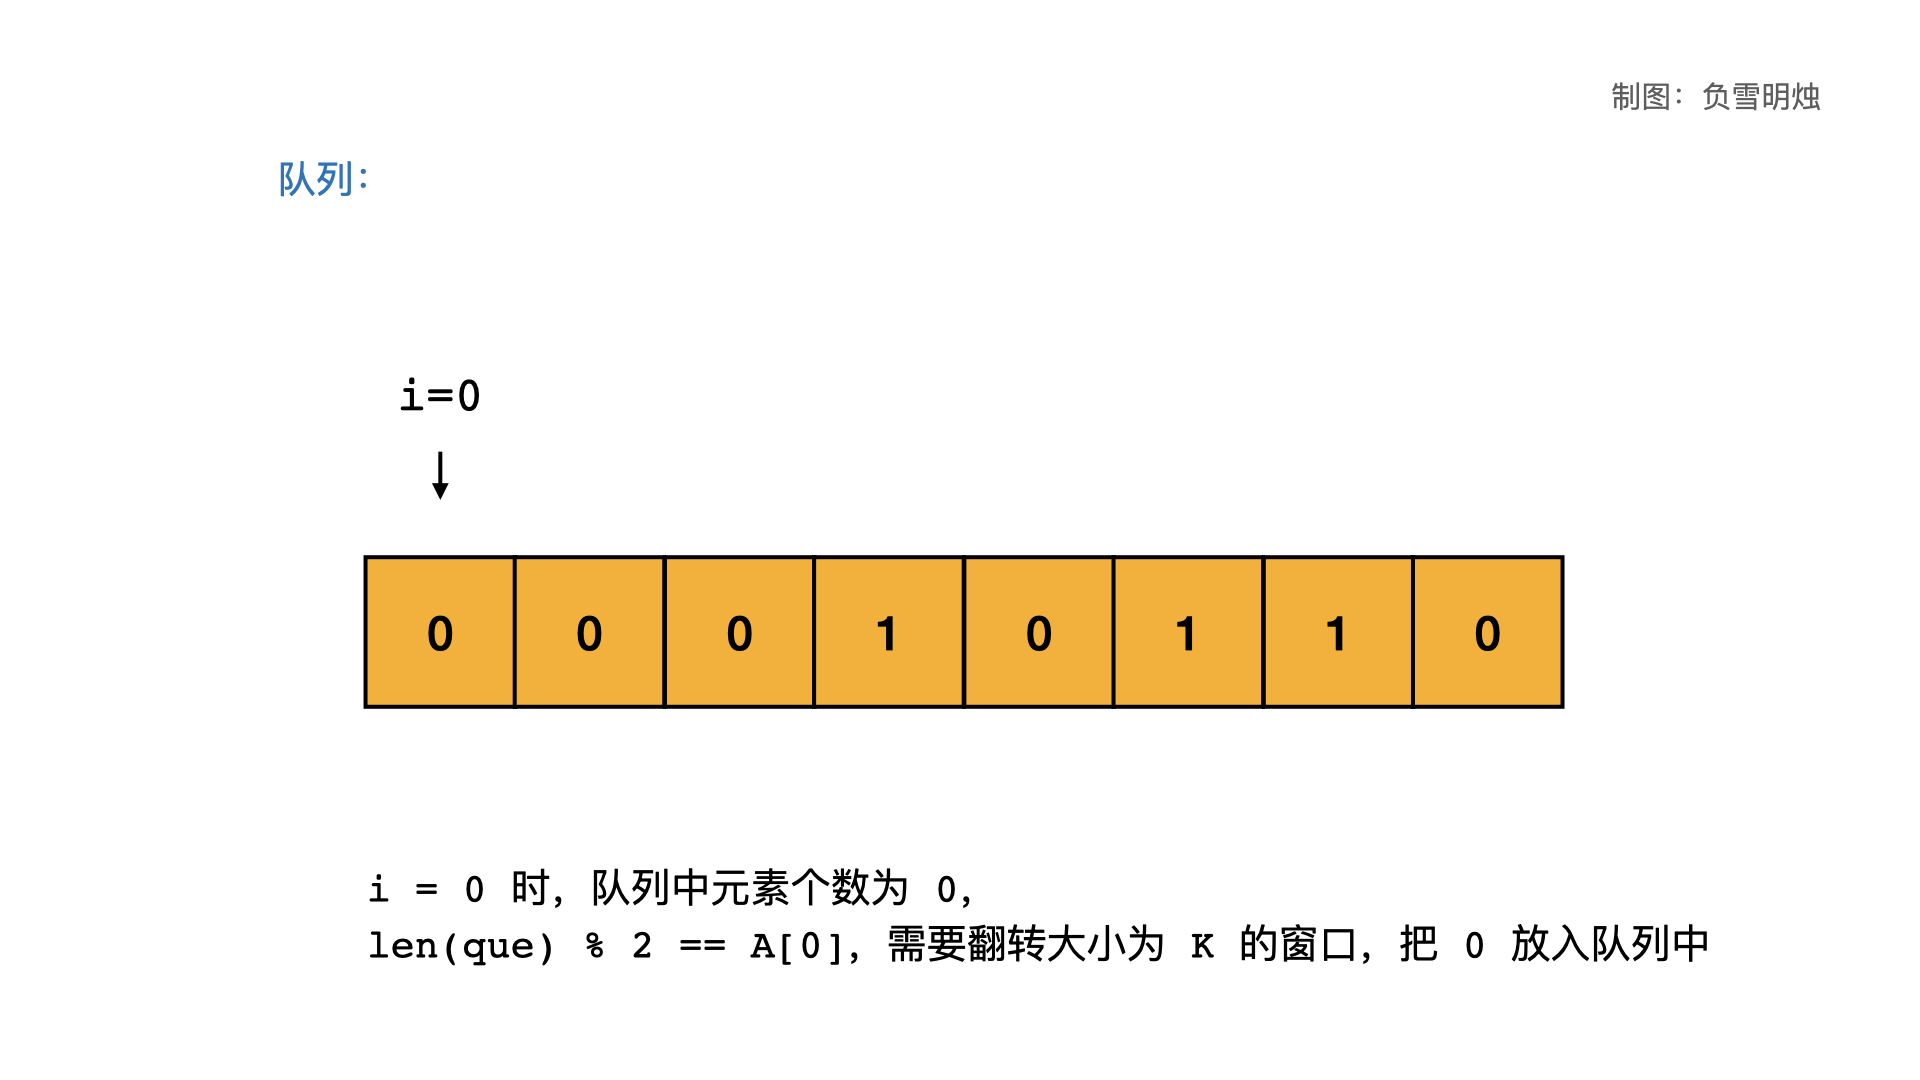 制图：负雪明烛
队列：
i=0
0 0 0 1 0 1 1 0
i = 0 时，队列中元素个数为 0，
len(que) % 2 == A[0]，需要翻转大小为 K 的窗口，把 0 放入队列中